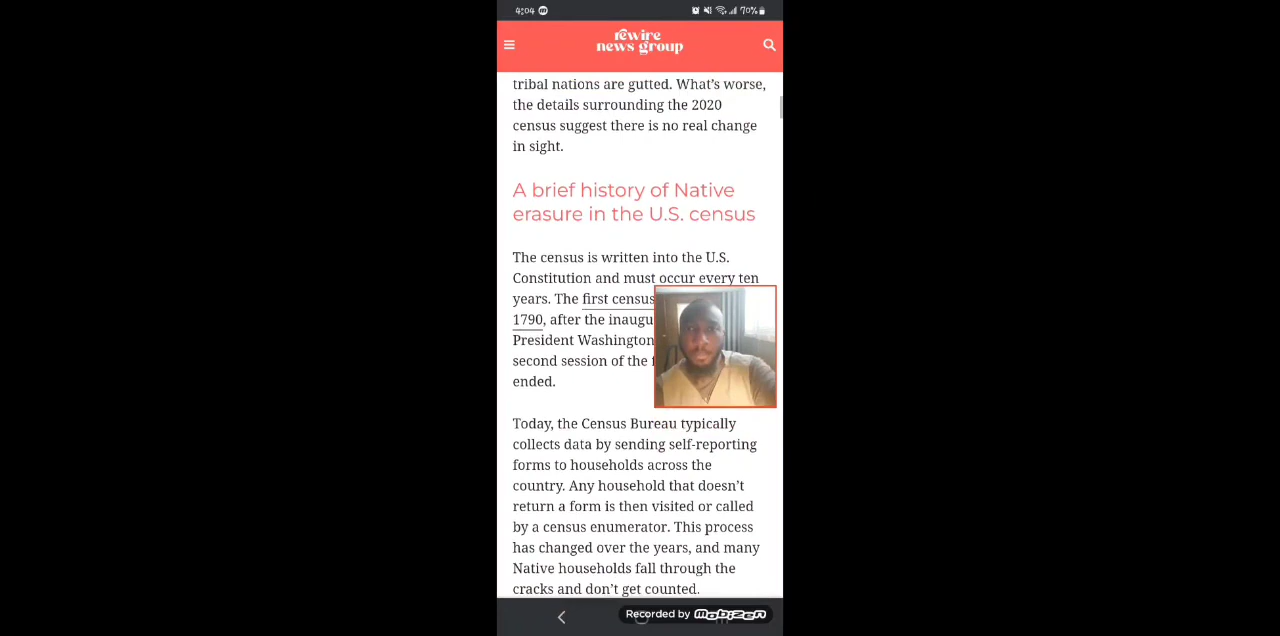 4:04
70%
rewire
news group
tribal nations are gutted. What's worse,
the details surrounding the 2020
census suggest there is no real change
in sight.
A brief history of Native
erasure in the U.S. census
The census is written into the U.S.
Constitution and must occur every ten
years. The first census
1790, after the inaugu
President Washington
second session of the f
ended.
Today, the Census Bureau typically
collects data by sending self-reporting
forms to households across the
country. Any household that doesn't
return a form is then visited or called
by a census enumerator. This process
has changed over the years, and many
Native households fall through the
cracks and don't get counted.
Recorded by mobizen